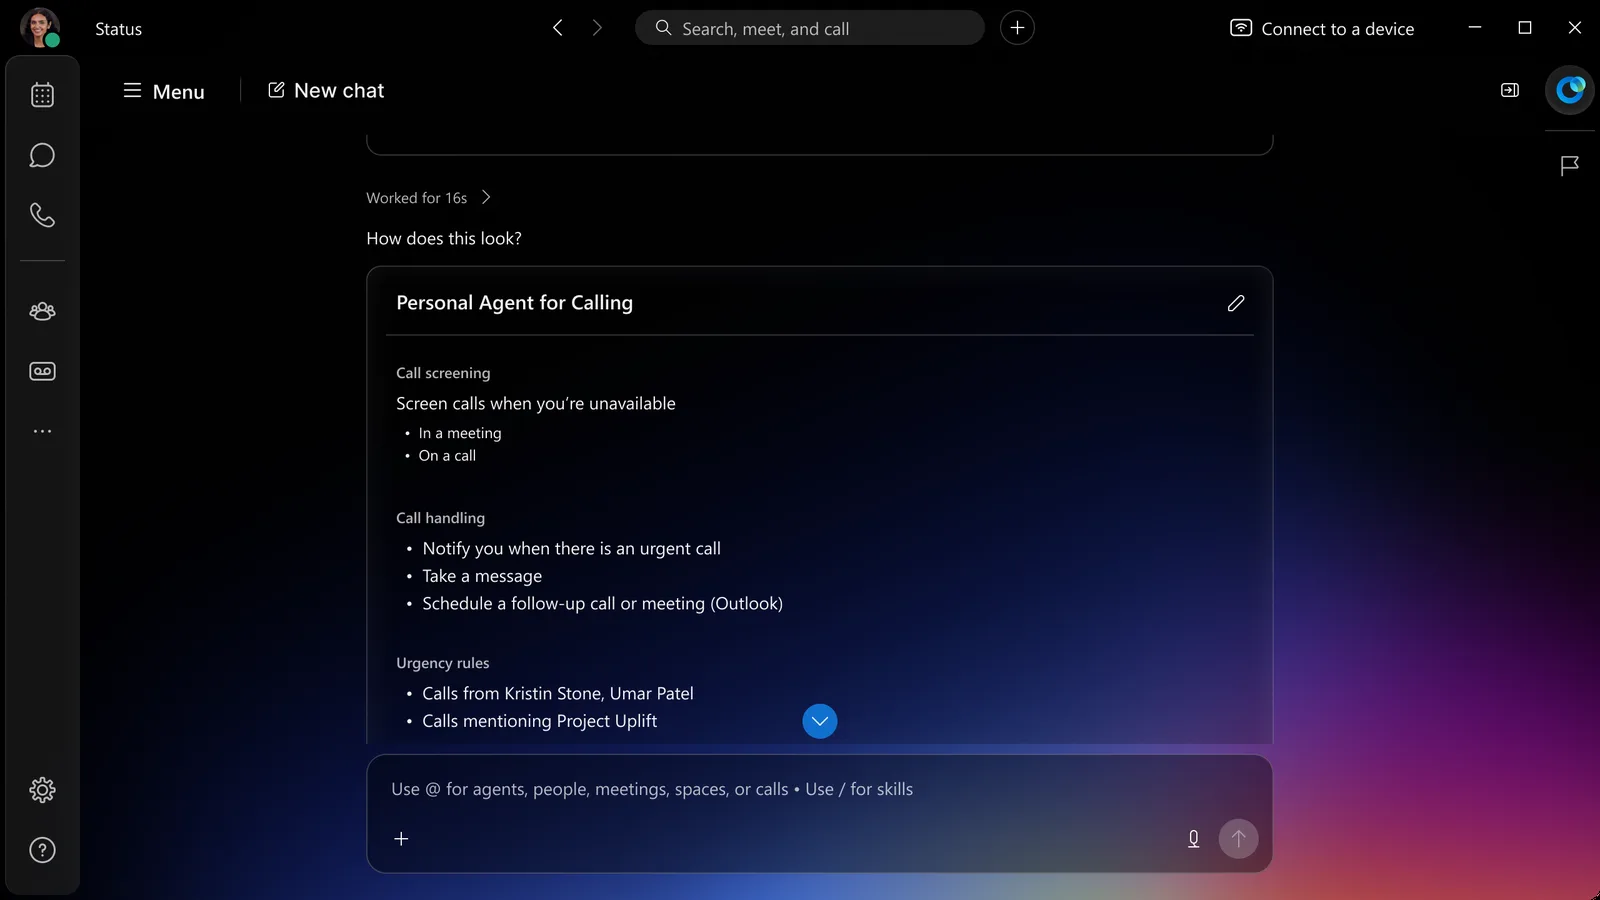 Status
Search, meet, and call
Connect to a device
Menu
New chat
Worked for 16s
How does this look?
Personal Agent for Calling
Call screening
Screen calls when you're unavailable
• In a meeting
• On a call
Call handling
• Notify you when there is an urgent call
• Take a message
• Schedule a follow-up call or meeting (Outlook)
Urgency rules
• Calls from Kristin Stone, Umar Patel
• Calls mentioning Project Uplift
Use @ for agents, people, meetings, spaces, or calls • Use / for skills